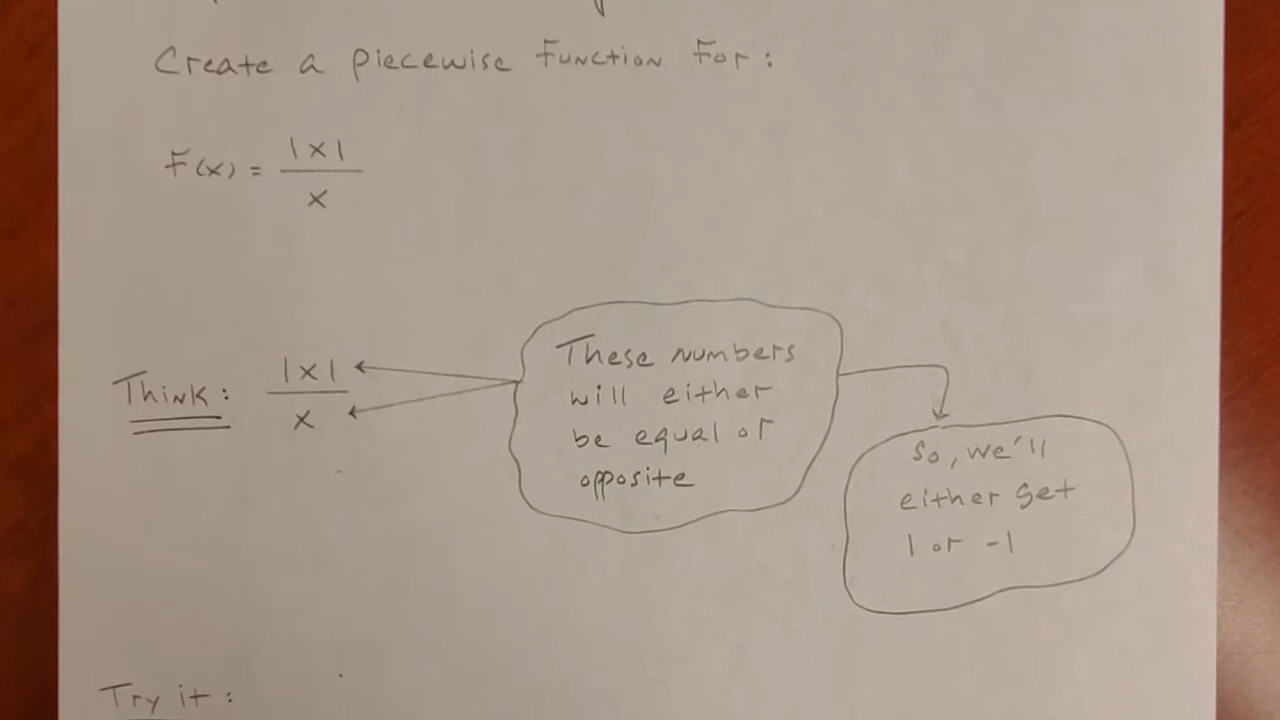 Create a piecewise function for:
F(x) = |x|
x
Think: |x|
x
These numbers
will either
be equal or
opposite
So, we'll
either get
1 or -1
Try it: